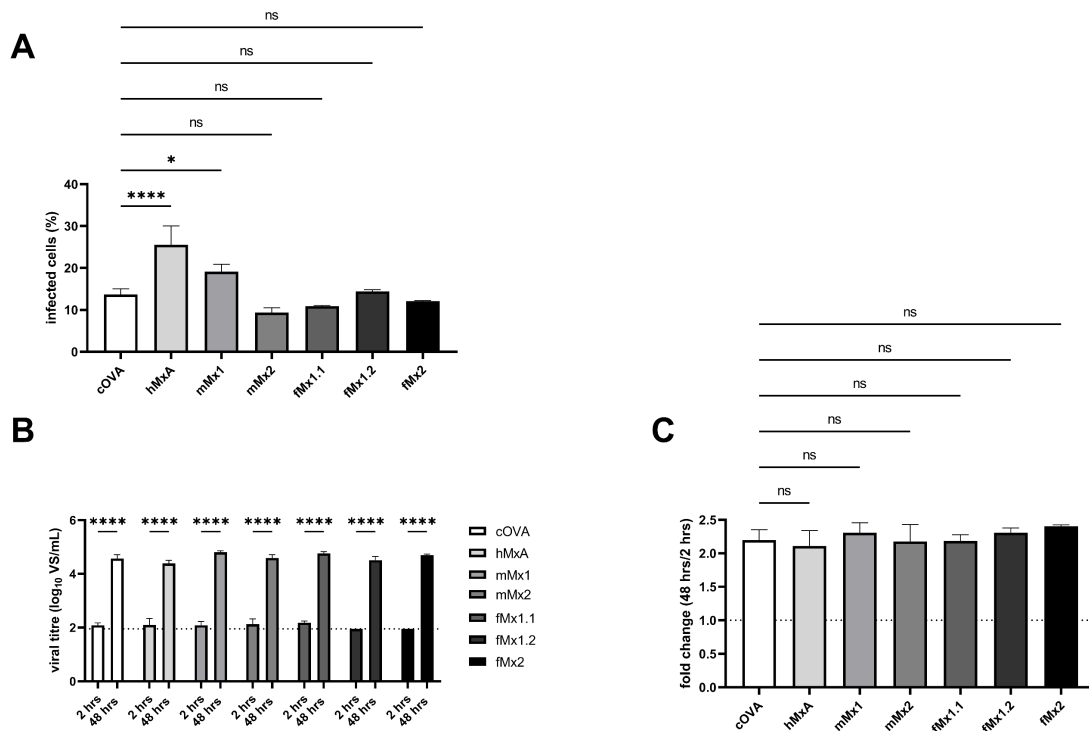 A
ns
ns
ns
ns
*
****
infected cells (%)
40
30
20
10
0
cOVA
hMxA
mMx1
mMx2
fMx1.1
fMx1.2
fMx2
B
**** **** **** **** **** **** ****
viral titre (log₁₀ VS/mL)
6
4
2
0
2 hrs
48 hrs
2 hrs
48 hrs
2 hrs
48 hrs
2 hrs
48 hrs
2 hrs
48 hrs
2 hrs
48 hrs
2 hrs
48 hrs
cOVA
hMxA
mMx1
mMx2
fMx1.1
fMx1.2
fMx2
C
ns
ns
ns
ns
ns
ns
fold change (48 hrs/2 hrs)
2.5
2.0
1.5
1.0
0.5
0.0
cOVA
hMxA
mMx1
mMx2
fMx1.1
fMx1.2
fMx2